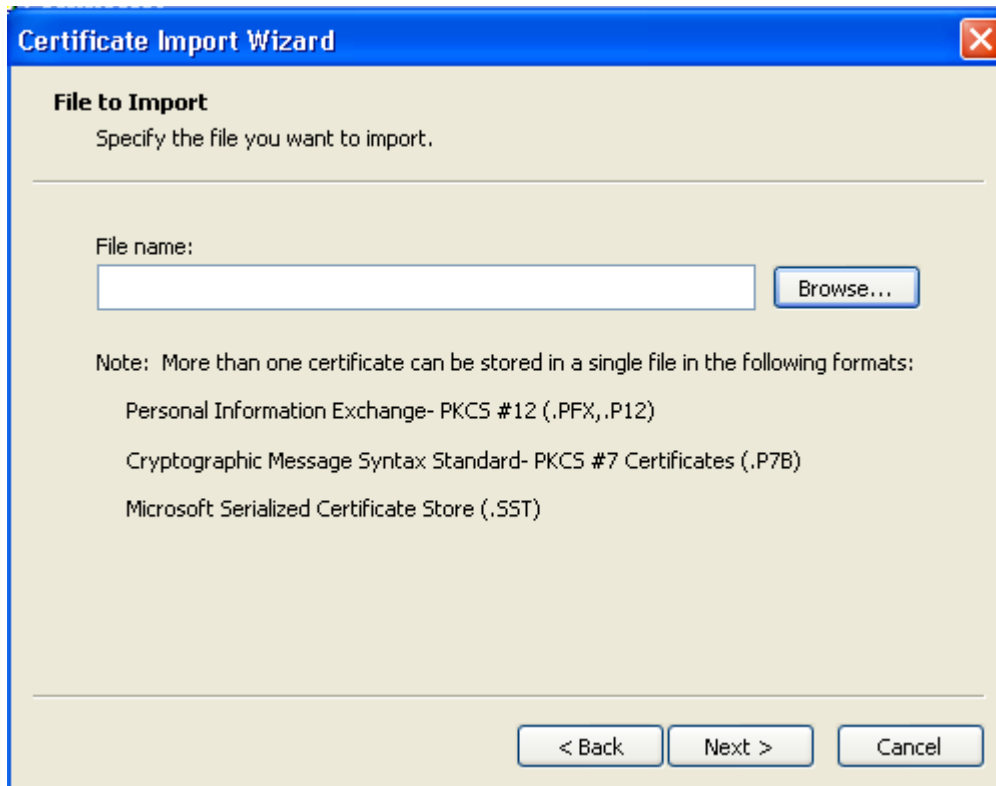 Certificate Import Wizard
File to Import
Specify the file you want to import.
File name:
Browse...
Note:  More than one certificate can be stored in a single file in the following formats:
Personal Information Exchange- PKCS #12 (.PFX,.P12)
Cryptographic Message Syntax Standard- PKCS #7 Certificates (.P7B)
Microsoft Serialized Certificate Store (.SST)
< Back Next > Cancel